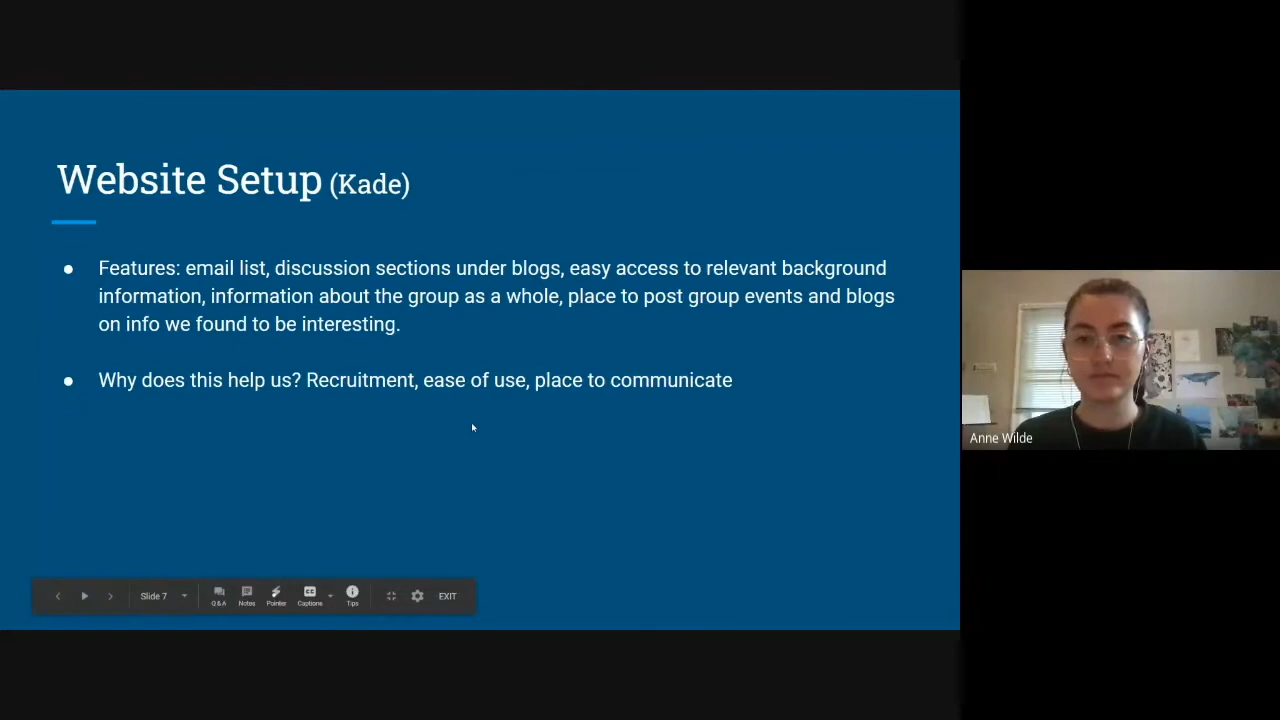 Website Setup (Kade)
● Features: email list, discussion sections under blogs, easy access to relevant background
information, information about the group as a whole, place to post group events and blogs
on info we found to be interesting.
● Why does this help us? Recruitment, ease of use, place to communicate
Anne Wilde
Slide 7
Q&A Notes Pointer Captions Tips
EXIT